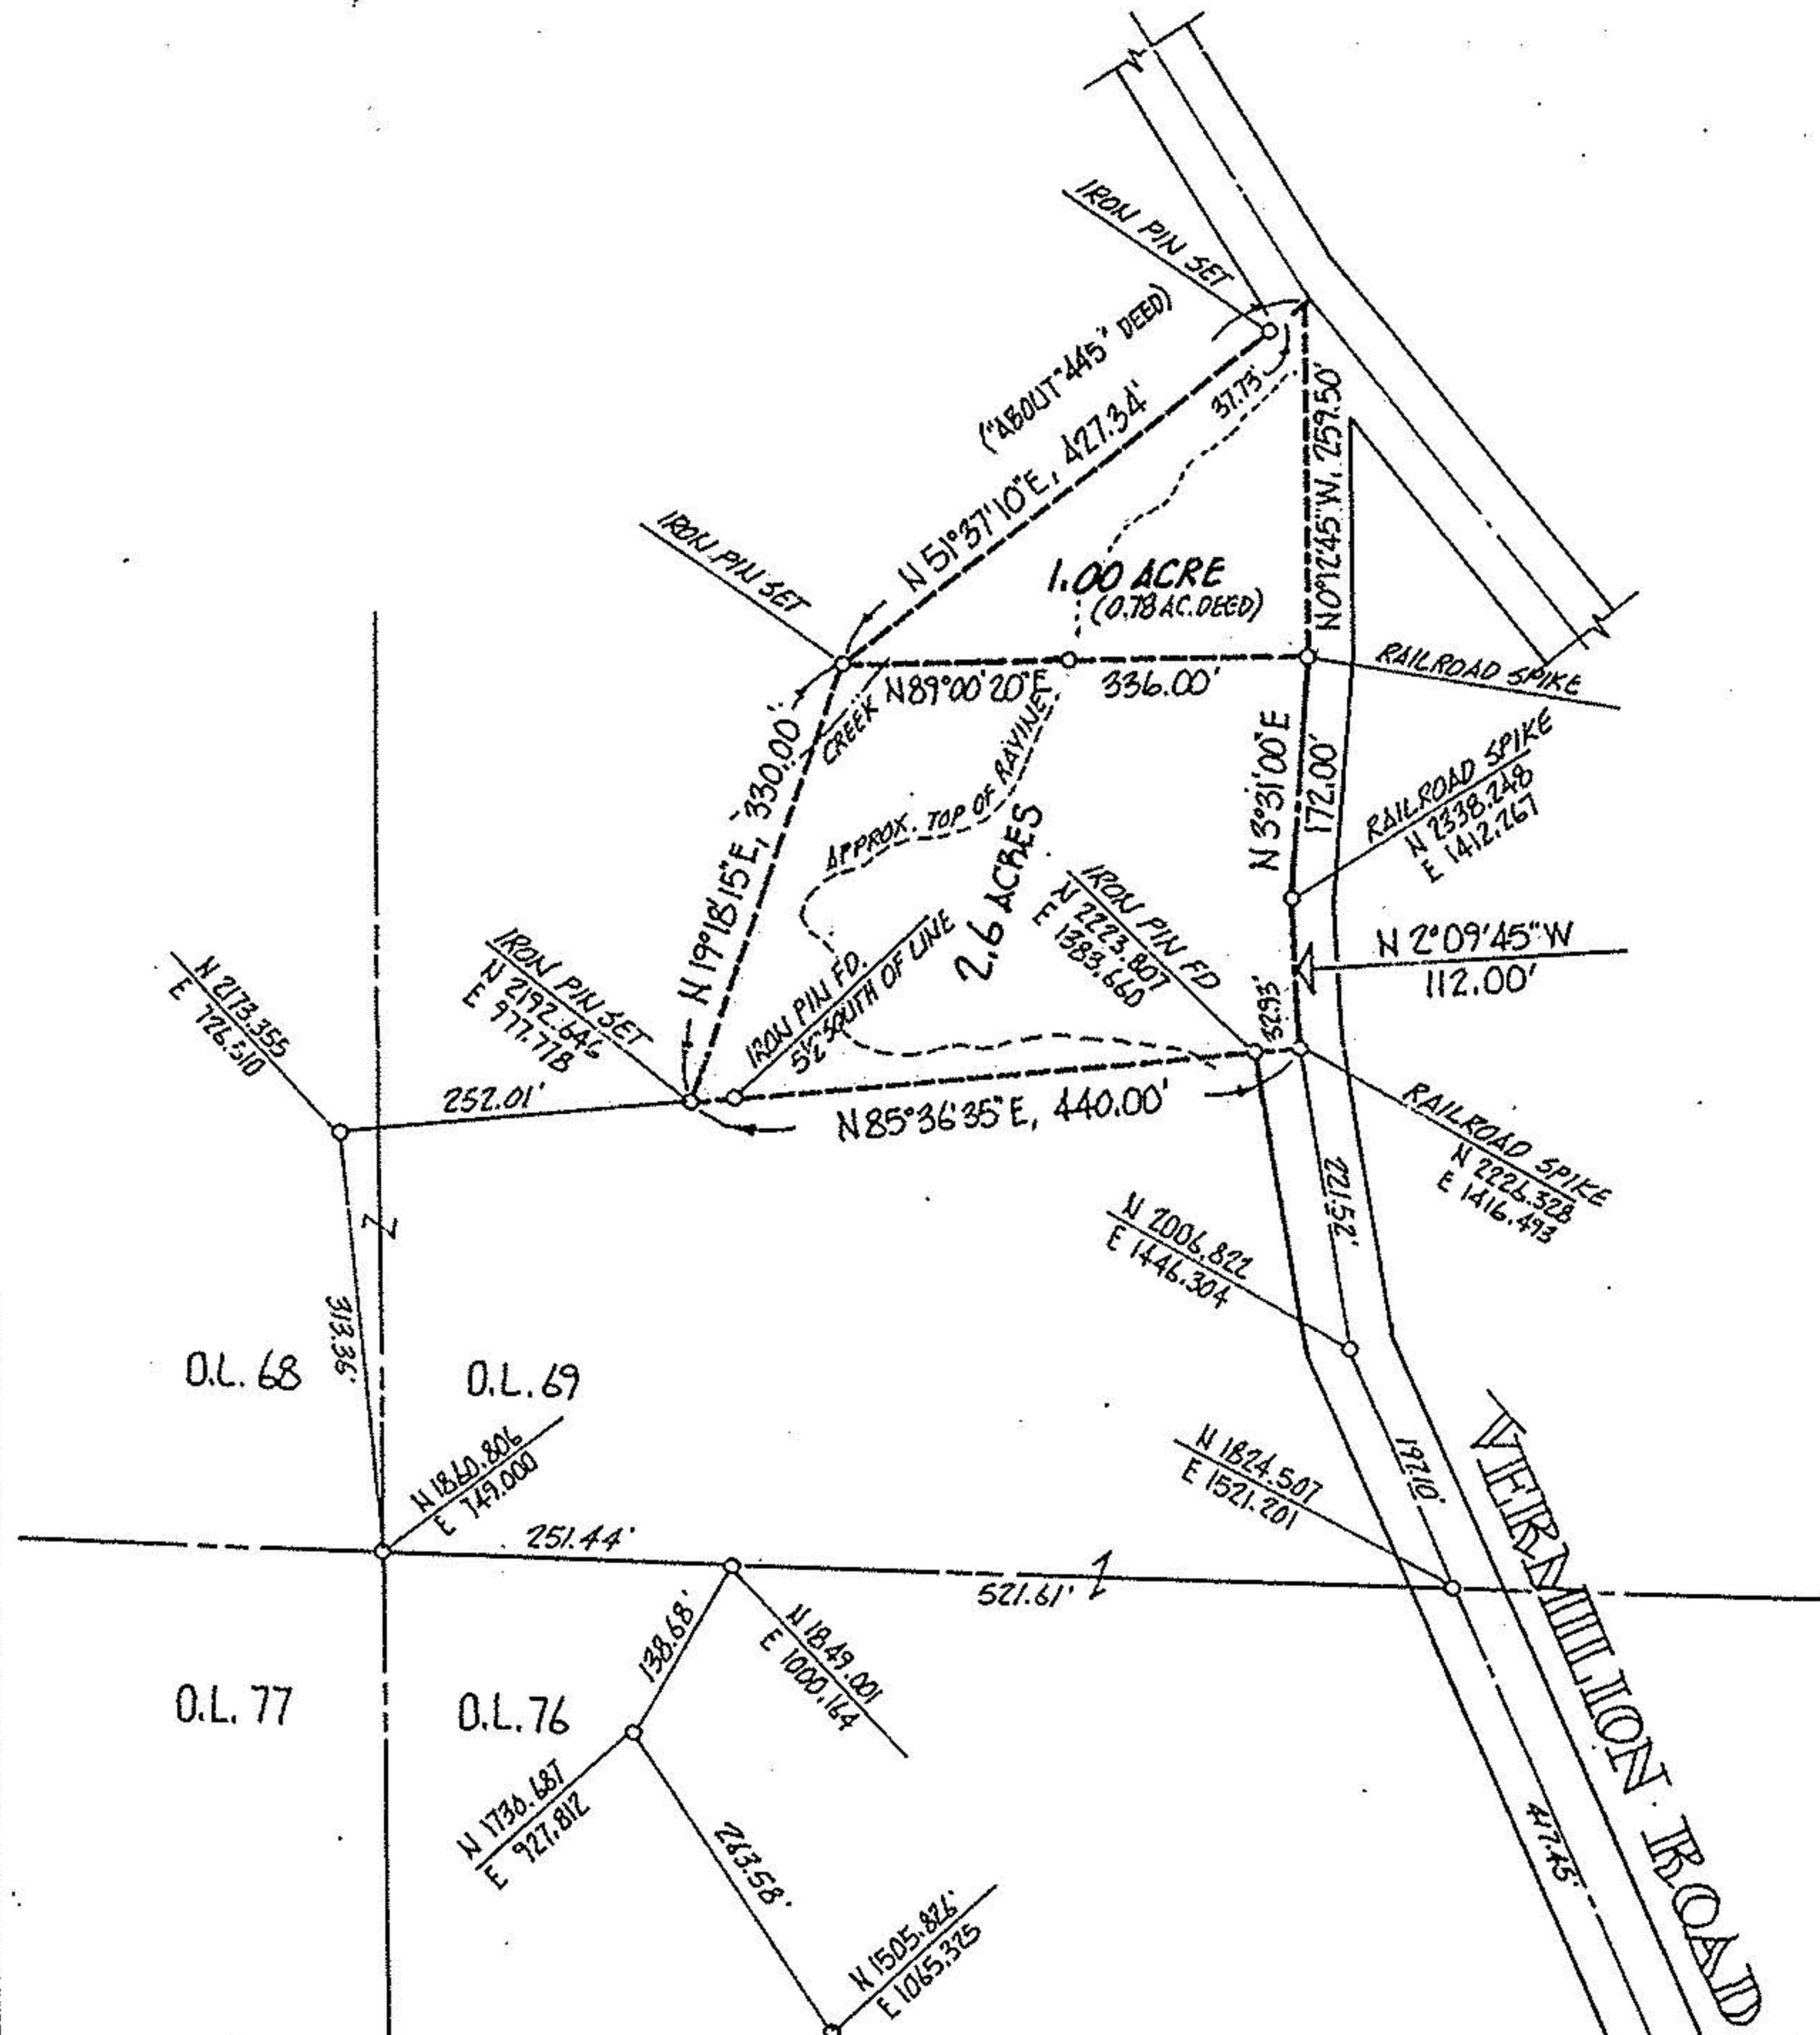 IRON PIN SET
("ABOUT" 445' DEED)
37.73'
N 51°37'10"E, 427.34'
N0°12'45"W, 259.50'
IRON PIN SET
1.00 ACRE
(0.78 AC. DEED)
RAILROAD SPIKE
N89°00'20"E
336.00'
CREEK
N 3°31'00"E
172.00'
RAILROAD SPIKE
N 2338.248
E 1412.267
N 19°18'15"E, 330.00'
APPROX. TOP OF RAVINE
2.6 ACRES
IRON PIN FD
N 2223.807
E 1383.660
N 2°09'45"W
112.00'
32.93'
N 2173.355
E 726.510
IRON PIN SET
N 2192.646
E 977.778
IRON PIN FD.
5½" SOUTH OF LINE
252.01'
N85°36'35"E, 440.00'
RAILROAD SPIKE
N 2226.328
E 1416.493
221.52'
N 2006.822
E 1446.304
313.36'
O.L. 68
O.L. 69
N 1860.806
E 749.000
N 1824.507
E 1521.201
197.10'
251.44'
521.61'
138.68'
N 1849.001
E 1000.164
O.L. 77
O.L. 76
N 1730.687
E 927.812
263.58'
N 1505.826
E 1065.325
447.45'
VERMILION ROAD